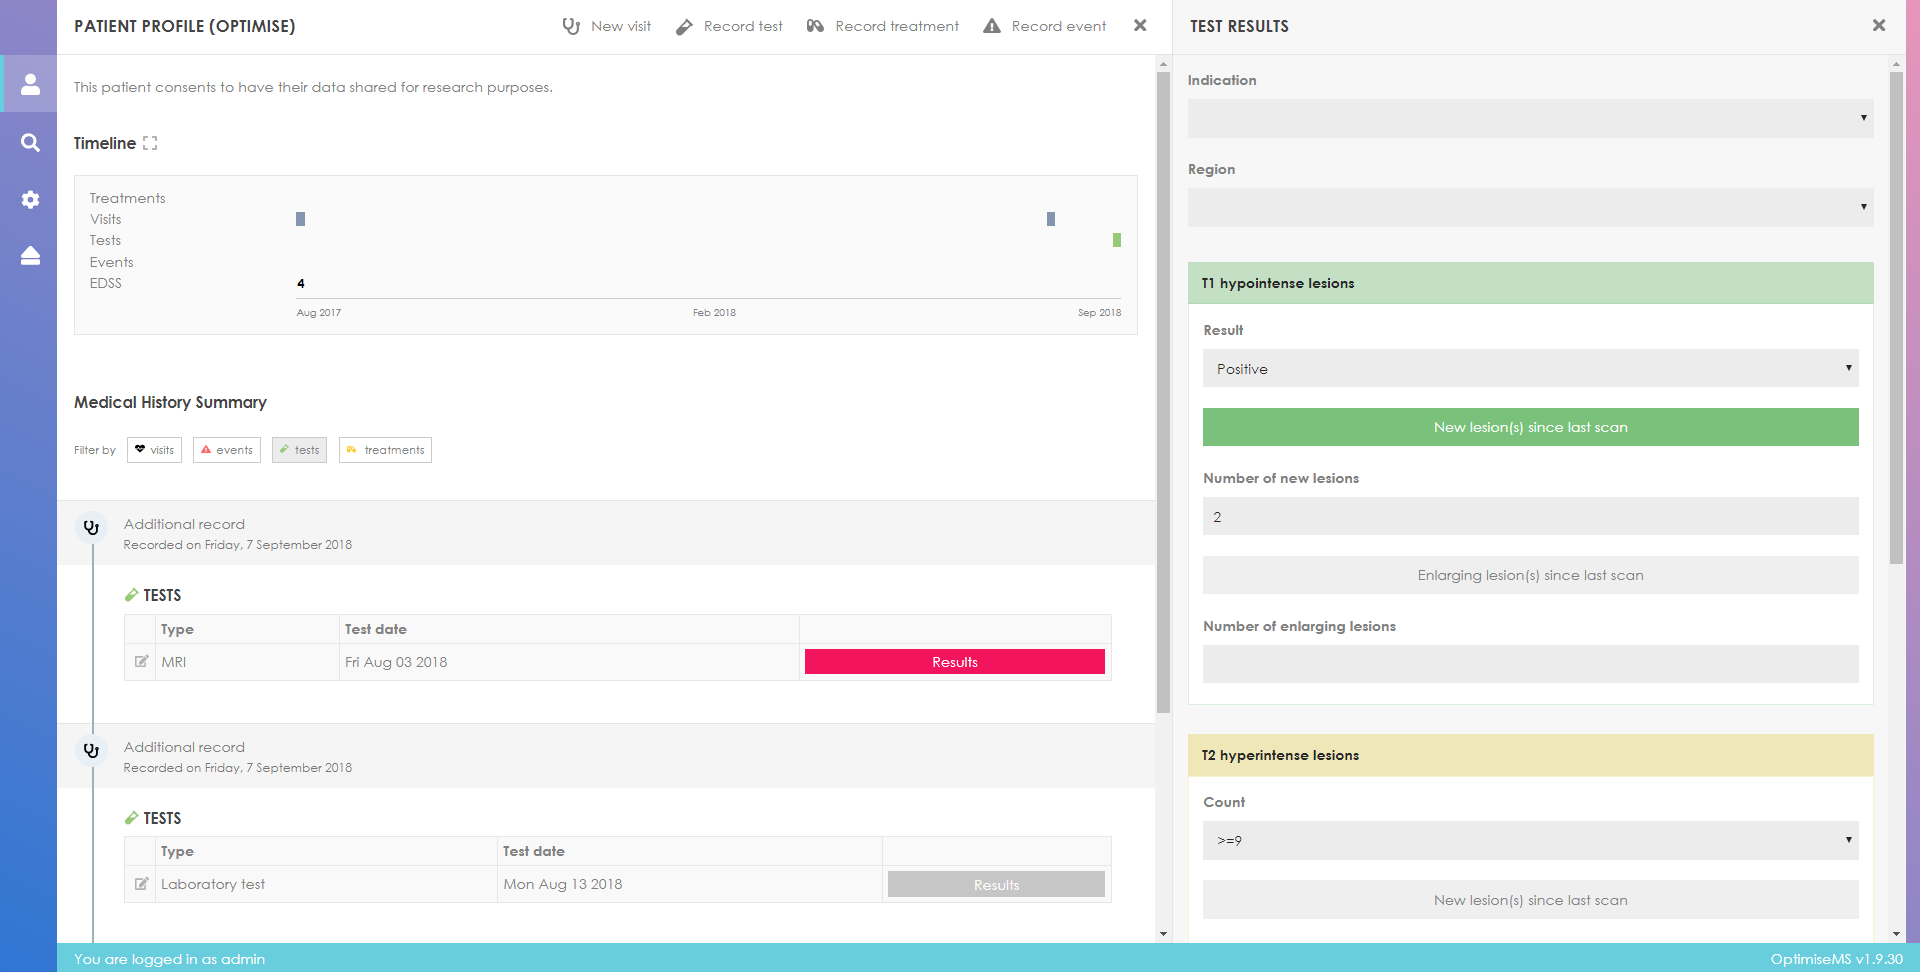 PATIENT PROFILE (OPTIMISE)
New visit
Record test
Record treatment
Record event
This patient consents to have their data shared for research purposes.
Timeline
Treatments
Visits
Tests
Events
EDSS
4
Aug 2017
Feb 2018
Sep 2018
Medical History Summary
Filter by
visits
events
tests
treatments
Additional record
Recorded on Friday, 7 September 2018
TESTS
Type
Test date
MRI
Fri Aug 03 2018
Results
Additional record
Recorded on Friday, 7 September 2018
TESTS
Type
Test date
Laboratory test
Mon Aug 13 2018
Results
TEST RESULTS
Indication
Region
T1 hypointense lesions
Result
Positive
New lesion(s) since last scan
Number of new lesions
2
Enlarging lesion(s) since last scan
Number of enlarging lesions
T2 hyperintense lesions
Count
>=9
New lesion(s) since last scan
You are logged in as admin
OptimiseMS v1.9.30